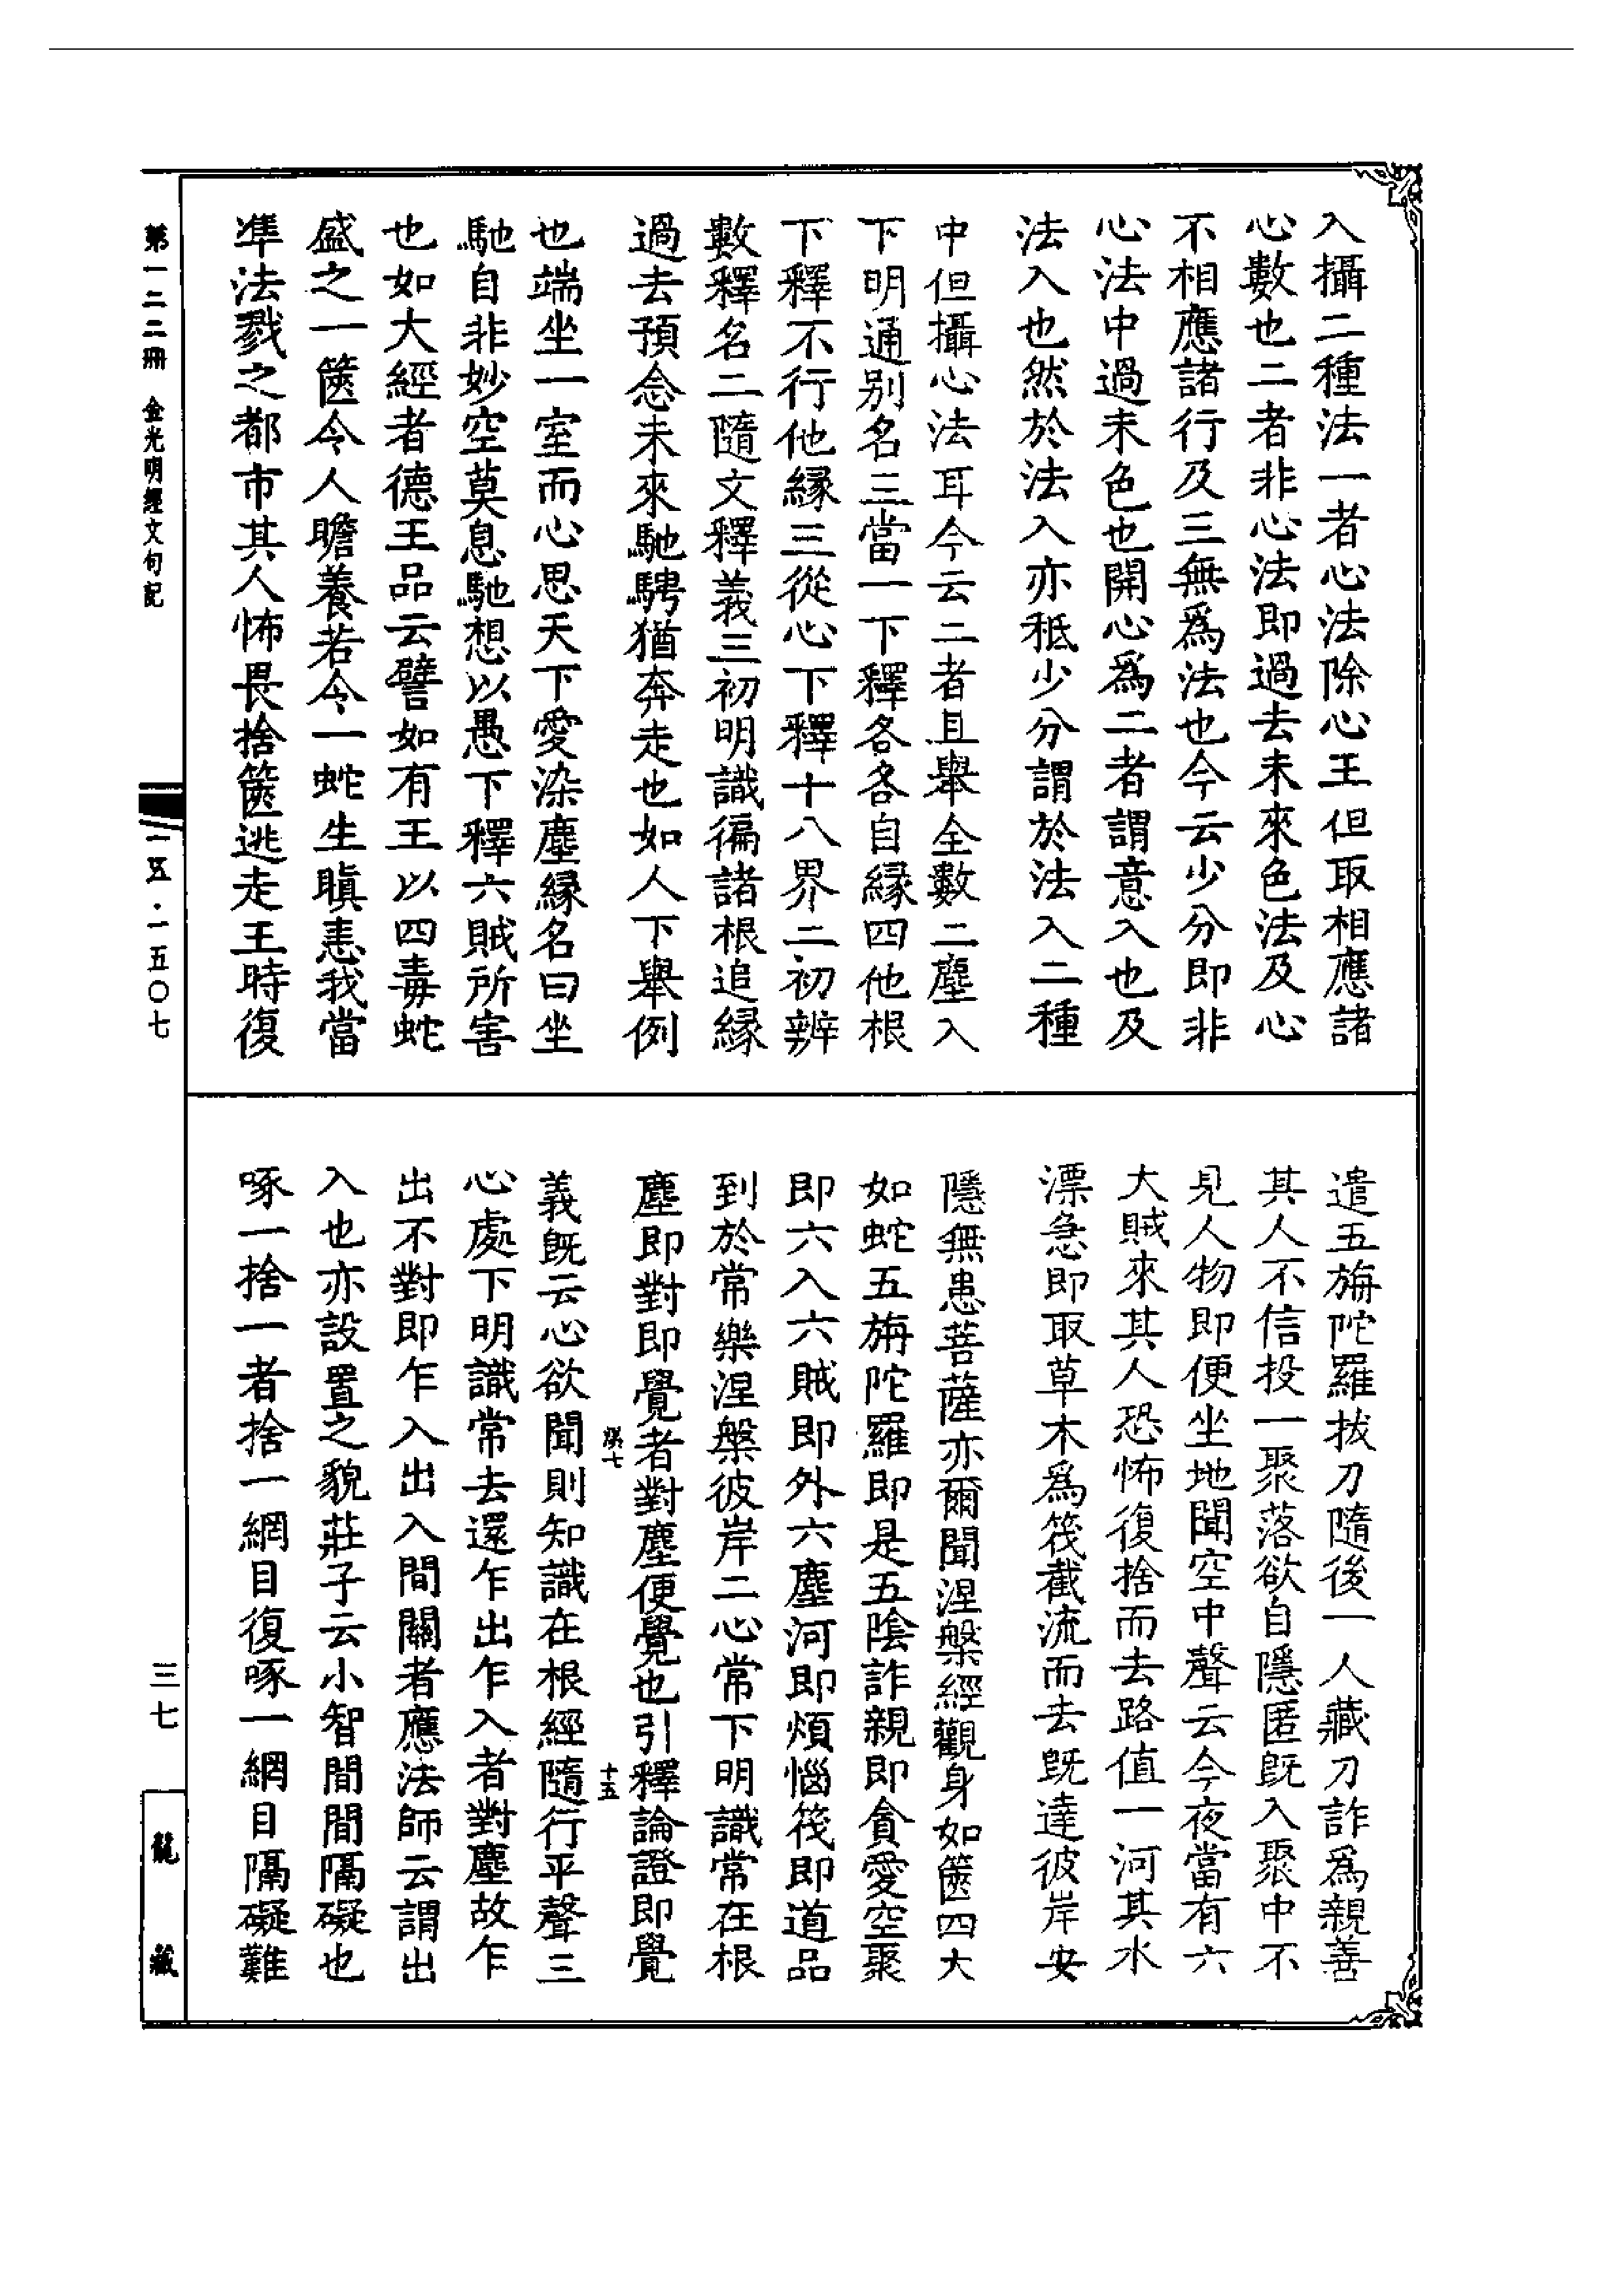 入攝二種法一者心法除心王但取相應諸
心數也二者非心法即過去未來色法及心
不相應諸行及三無爲法也今云少分即非
心法中過未色也開心爲二者謂意入也及
法入也然於法入亦秪少分謂於法入二種
中但攝心法耳今云二者且舉全數二塵入
下明通别名三當一下釋各各自緣四他根
下釋不行他緣三從心下釋十八界二初辨
數釋名二隨文釋義三初明識徧諸根追緣
過去預念未來馳騁猶奔走也如人下舉例
也端坐一室而心思天下愛染塵緣名曰坐
馳自非妙空莫息馳想以愚下釋六賊所害
也如大經者德王品云譬如有王以四毒蛇
盛之一篋令人瞻養若令一蛇生瞋恚我當
準法戮之都市其人怖畏捨篋逃走王時復
遣五旃陀羅拔刀隨後一人藏刀詐爲親善
其人不信投一聚落欲自隱匿既入聚中不
見人物即便坐地聞空中聲云今夜當有六
大賊來其人恐怖復捨而去路值一河其水
漂急即取草木爲筏截流而去既達彼岸安
隱無患菩薩亦爾聞涅槃經觀身如篋四大
如蛇五旃陀羅即是五陰詐親即貪愛空聚
即六入六賊即外六塵河即煩惱筏即道品
到於常樂涅槃彼岸二心常下明識常在根
塵即對即覺者對塵便覺也引釋論證即覺
洪七
十五
義既云心欲聞則知識在根經隨行平聲三
心處下明識常去還乍出乍入者對塵故乍
出不對即乍入出入間關者應法師云謂出
入也亦設置之貌莊子云小智間間隔礙也
啄一捨一者捨一網目復啄一網目隔礙難
第一二二冊 金光明經文句記
一五·一五〇七
三七
龍藏